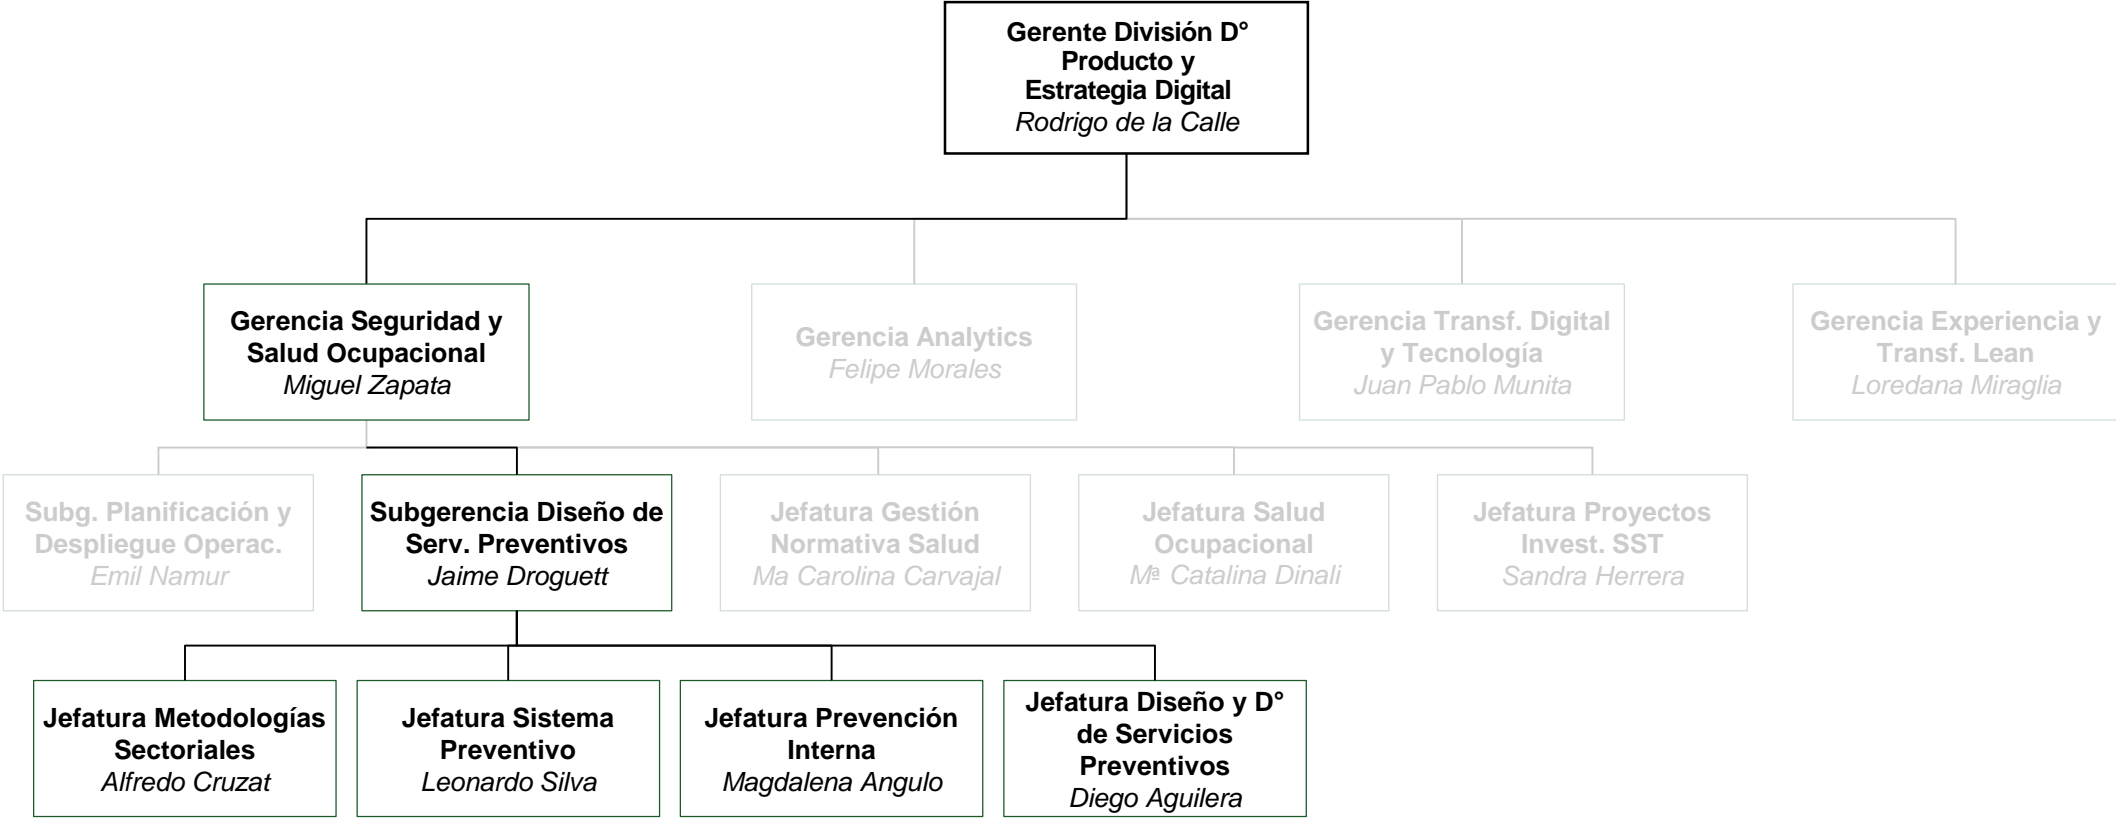 Gerente División D°
Producto y
Estrategia Digital
Rodrigo de la Calle
Gerencia Seguridad y
Salud Ocupacional
Miguel Zapata
Gerencia Analytics
Felipe Morales
Gerencia Transf. Digital
y Tecnología
Juan Pablo Munita
Gerencia Experiencia y
Transf. Lean
Loredana Miraglia
Subg. Planificación y
Despliegue Operac.
Emil Namur
Subgerencia Diseño de
Serv. Preventivos
Jaime Droguett
Jefatura Gestión
Normativa Salud
Ma Carolina Carvajal
Jefatura Salud
Ocupacional
Mª Catalina Dinali
Jefatura Proyectos
Invest. SST
Sandra Herrera
Jefatura Metodologías
Sectoriales
Alfredo Cruzat
Jefatura Sistema
Preventivo
Leonardo Silva
Jefatura Prevención
Interna
Magdalena Angulo
Jefatura Diseño y D°
de Servicios
Preventivos
Diego Aguilera